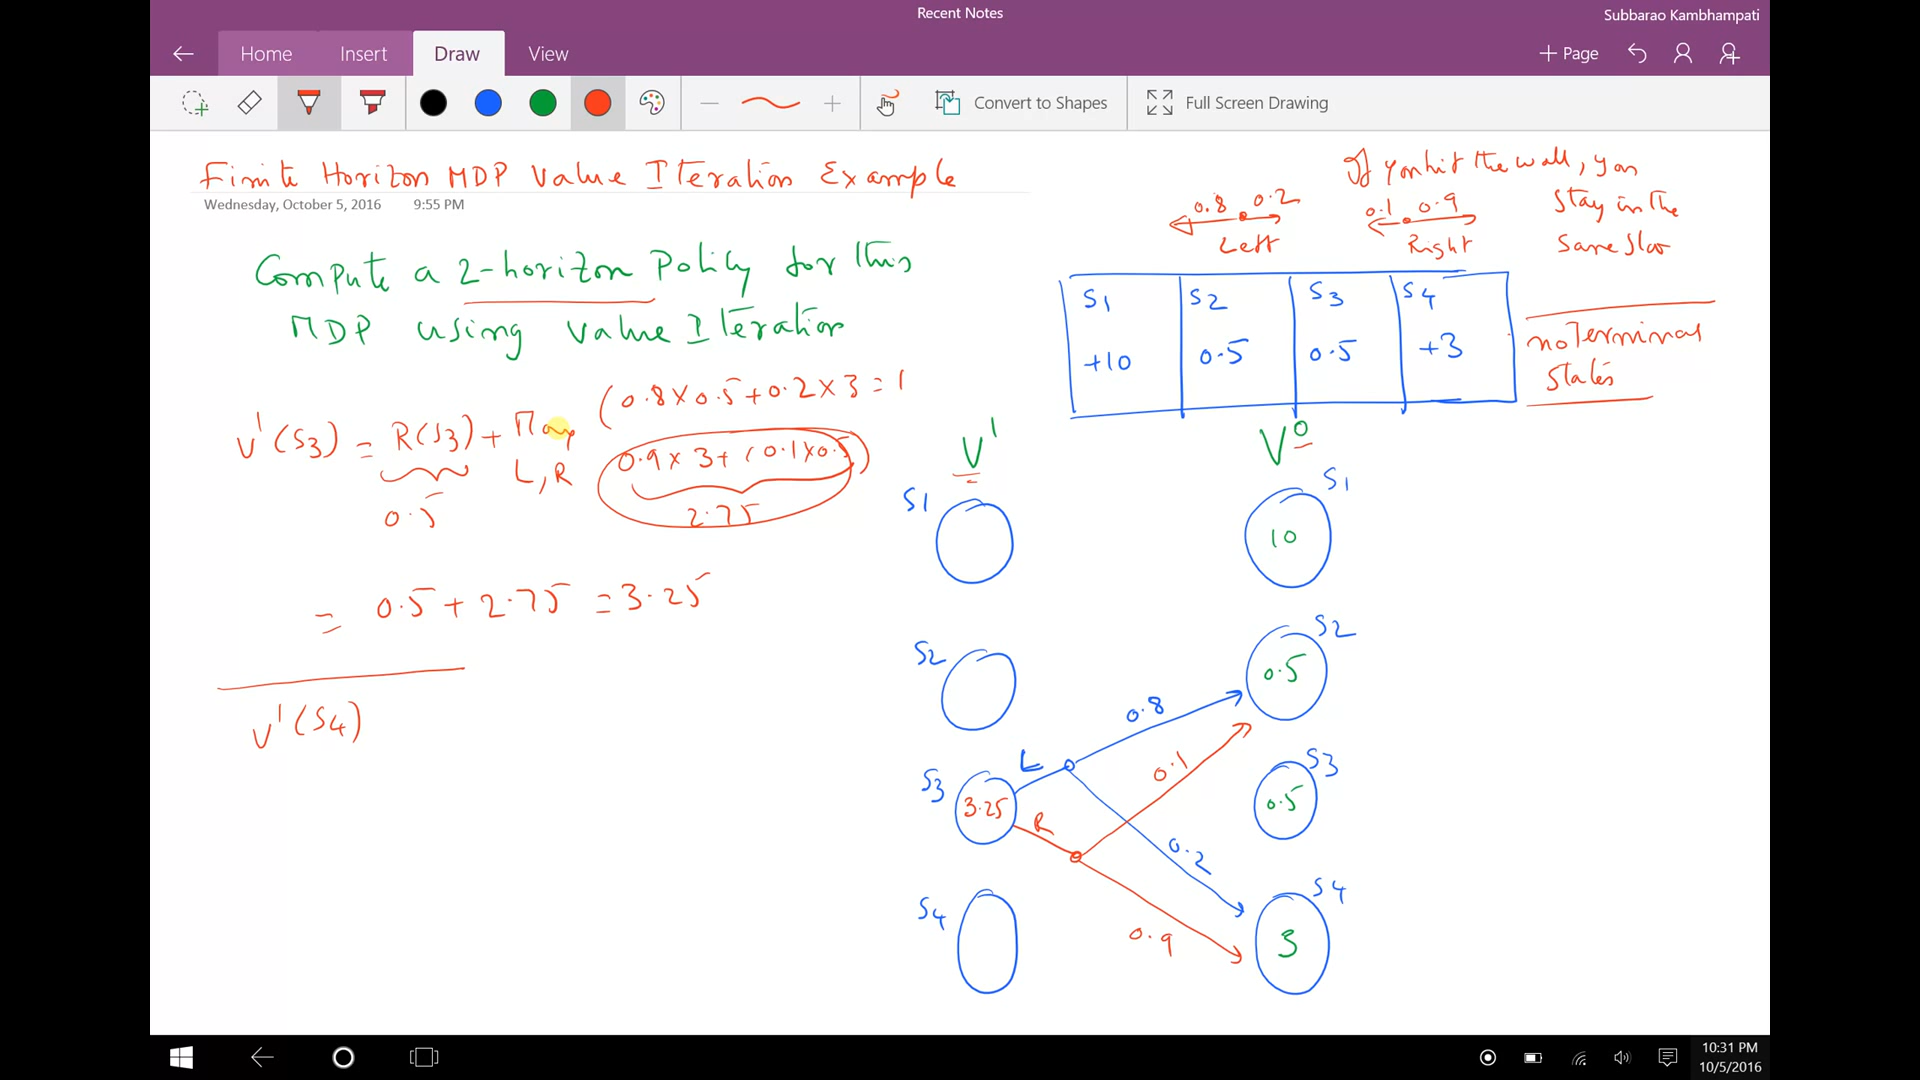 Recent Notes
Subbarao Kambhampati
Home Insert Draw View
+ Page
Convert to Shapes
Full Screen Drawing
Finite Horizon MDP Value Iteration Example
Wednesday, October 5, 2016 9:55 PM
Compute a 2-horizon Policy for this
MDP using Value Iteration
If you hit the wall, you
stay in the
same
0.8 0.2
Left
0.1 0.9
Right
S1 S2 S3 S4
+10 0.5 0.5 +3
no Terminal
States
V¹(S3) = R(S3) + Max
L, R
0.5
(0.8 × 0.5 + 0.2 × 3 = 1
0.9 × 3 + (0.1 × 0.5)
2.75
= 0.5 + 2.75 = 3.25
V¹(S4)
V¹
V⁰
S1
S1
10
S2
S2
0.5
0.8
L
0.1
S3
3.25
R
S3
0.5
0.2
0.9
S4
S4
3
10:31 PM
10/5/2016